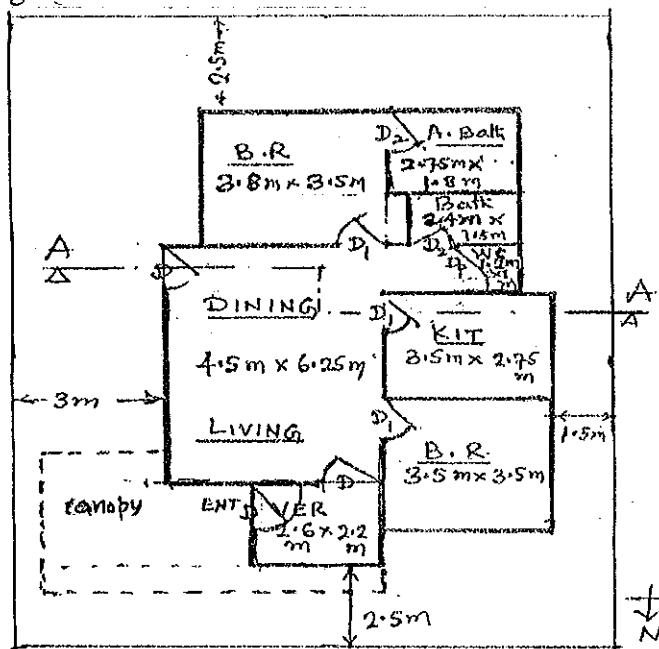 2.5m
B.R
3.8m x 3.5m
D2
A. Bath
2.75m x
1.8m
Bath
2.4m x
1.5m
D1
D2
W.C
D
A
A
DINING
4.5m x 6.25m
LIVING
D1
KIT
3.5m x 2.75
m
3m
D1
B.R.
3.5m x 3.5m
1.5m
canopy
ENT
D
D
VER
2.6 x 2.2
m m
2.5m
N